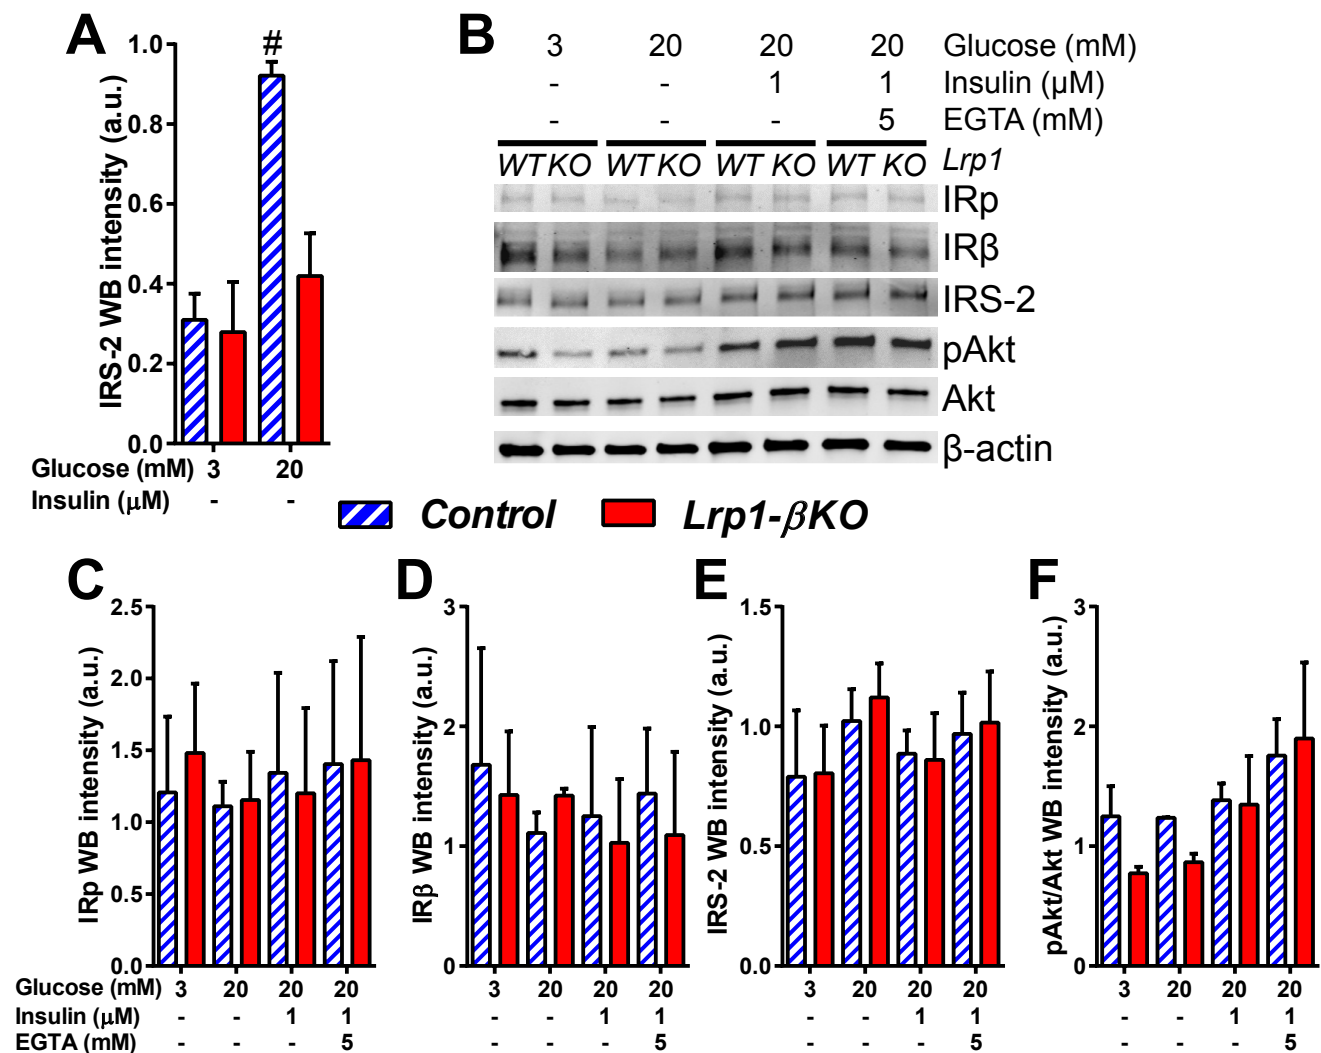 A
#
IRS-2 WB intensity (a.u.)
1.0
0.8
0.6
0.4
0.2
0.0
Glucose (mM) 3 20
Insulin (μM) - -
B
3 20 20 20 Glucose (mM)
- - 1 1 Insulin (μM)
- - - 5 EGTA (mM)
WT KO WT KO WT KO WT KO Lrp1
IRp
IRβ
IRS-2
pAkt
Akt
β-actin
Control Lrp1-βKO
C
IRp WB intensity (a.u.)
2.5
2.0
1.5
1.0
0.5
0.0
Glucose (mM) 3 20 20 20
Insulin (μM) - - 1 1
EGTA (mM) - - - 5
D
IRβ WB intensity (a.u.)
3
2
1
0
3 20 20 20
- - 1 1
- - - 5
E
IRS-2 WB intensity (a.u.)
1.5
1.0
0.5
0.0
3 20 20 20
- - 1 1
- - - 5
F
pAkt/Akt WB intensity (a.u.)
3
2
1
0
3 20 20 20
- - 1 1
- - - 5